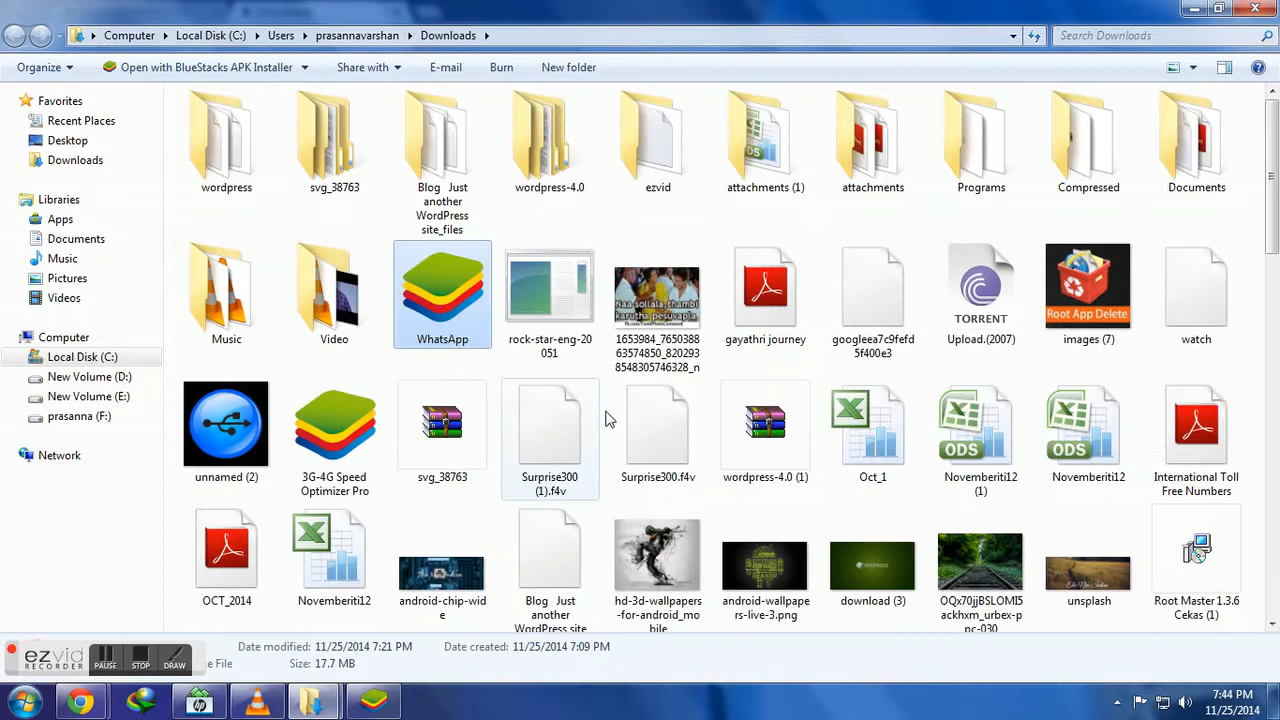 Computer Local Disk (C:) Users prasannavarshan Downloads
Search Downloads
Organize Open with BlueStacks APK Installer Share with E-mail Burn New folder
Favorites
Recent Places
Desktop
Downloads
Libraries
Apps
Documents
Music
Pictures
Videos
Computer
Local Disk (C:)
New Volume (D:)
New Volume (E:)
prasanna (F:)
Network
wordpress
svg_38763
Blog Just
another
WordPress
site_files
wordpress-4.0
ezvid
attachments (1)
attachments
Programs
Compressed
Documents
Music
Video
WhatsApp
rock-star-eng-20
051
Naa sollala, thambi
karutha pesuvapla
1653984_7650388
63574850_820293
8548305746328_n
gayathri journey
googleea7c9fefd
5f400e3
TORRENT
Upload.(2007)
Root App Delete
images (7)
watch
unnamed (2)
3G-4G Speed
Optimizer Pro
svg_38763
Surprise300
(1).f4v
Surprise300.f4v
wordpress-4.0 (1)
Oct_1
ODS
Novemberiti12
(1)
ODS
Novemberiti12
International Toll
Free Numbers
OCT_2014
Novemberiti12
android-chip-wid
e
Blog Just
another
WordPress site
hd-3d-wallpapers
-for-android_mo
bile
android-wallpape
rs-live-3.png
download (3)
OQx70jjBSLOMI5
ackhxm_urbex-p
pc-030
unsplash
Root Master 1.3.6
Cekas (1)
Date modified: 11/25/2014 7:21 PM
Date created: 11/25/2014 7:09 PM
e File
Size: 17.7 MB
ezvid
RECORDER
PAUSE
STOP
DRAW
7:44 PM
11/25/2014